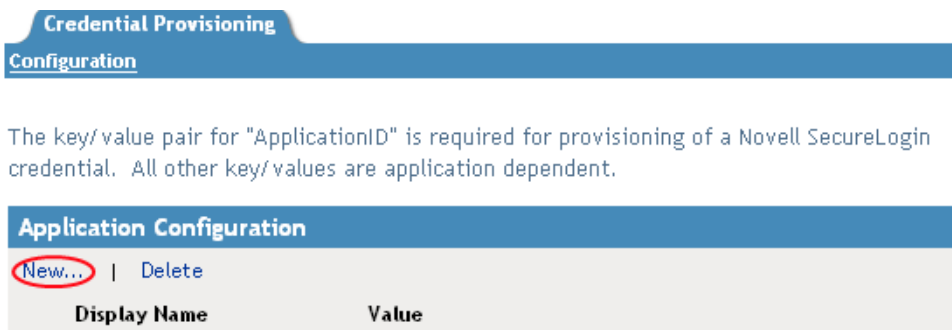 Credential Provisioning
Configuration
The key/value pair for "ApplicationID" is required for provisioning of a Novell SecureLogin
credential. All other key/values are application dependent.
Application Configuration
New... | Delete
Display Name Value